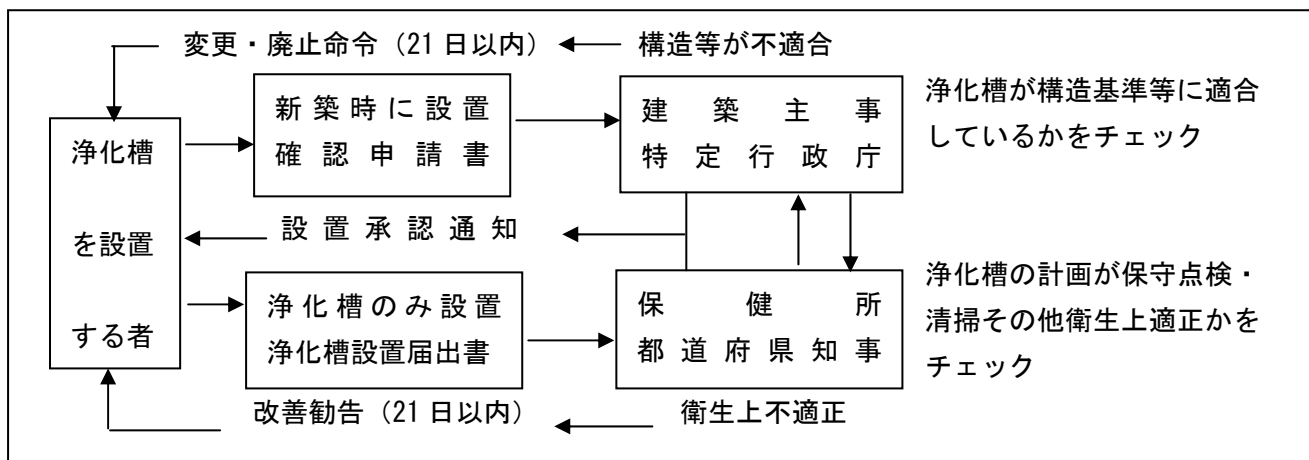 変更・廃止命令（21日以内） 構造等が不適合
新築時に設置
確認申請書
建築主事
特定行政庁
浄化槽が構造基準等に適合
しているかをチェック
浄化槽
を設置
する者
設置承認通知
浄化槽のみ設置
浄化槽設置届出書
保健所
都道府県知事
浄化槽の計画が保守点検・
清掃その他衛生上適正かを
チェック
改善勧告（21日以内） 衛生上不適正